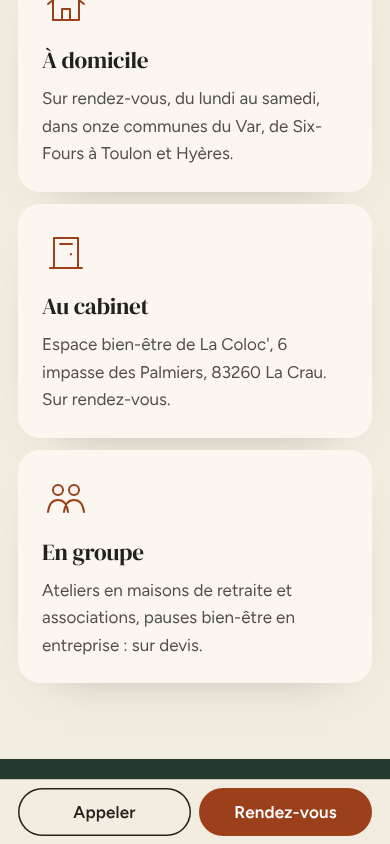 À domicile
Sur rendez-vous, du lundi au samedi,
dans onze communes du Var, de Six-
Fours à Toulon et Hyères.
Au cabinet
Espace bien-être de La Coloc', 6
impasse des Palmiers, 83260 La Crau.
Sur rendez-vous.
En groupe
Ateliers en maisons de retraite et
associations, pauses bien-être en
entreprise : sur devis.
Appeler
Rendez-vous